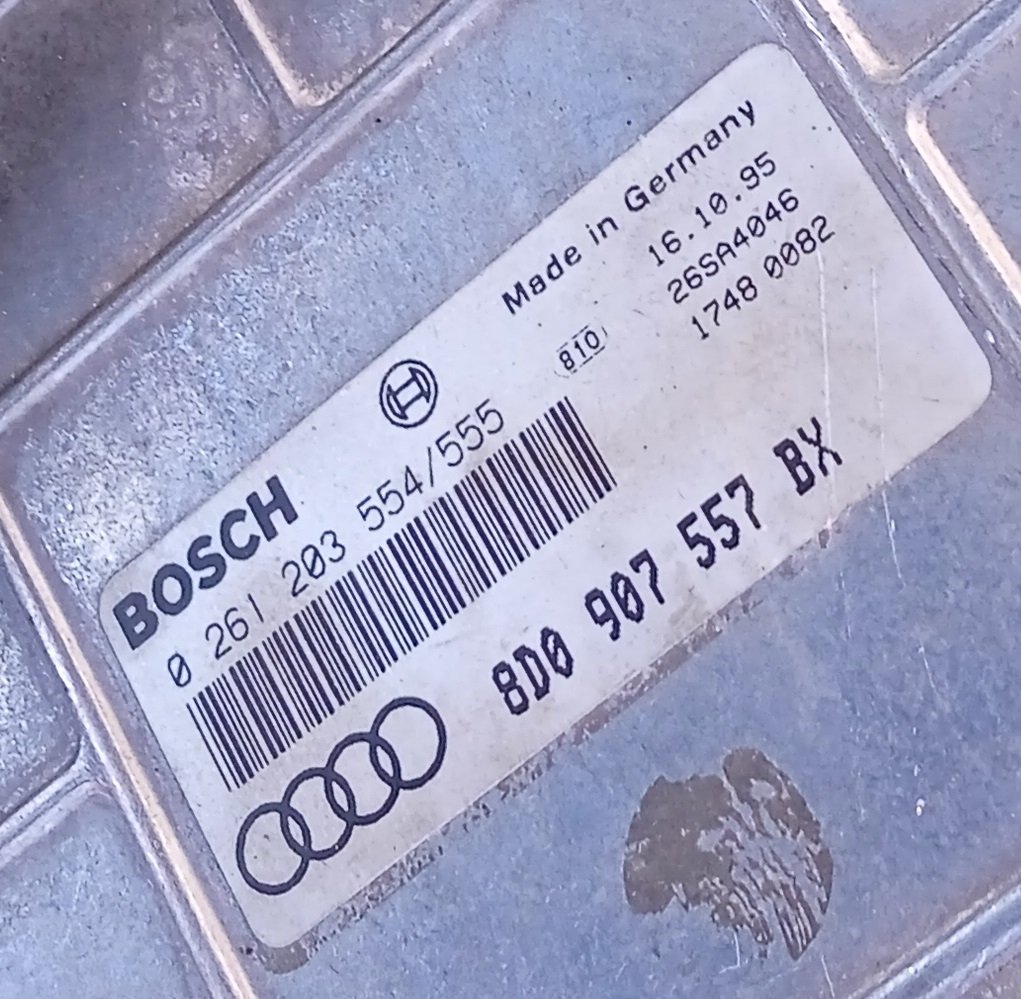 Made in Germany
16.10.95
26SA4046
1748 0082
810
BOSCH
0 261 203 554/555
8D0 907 557 BX